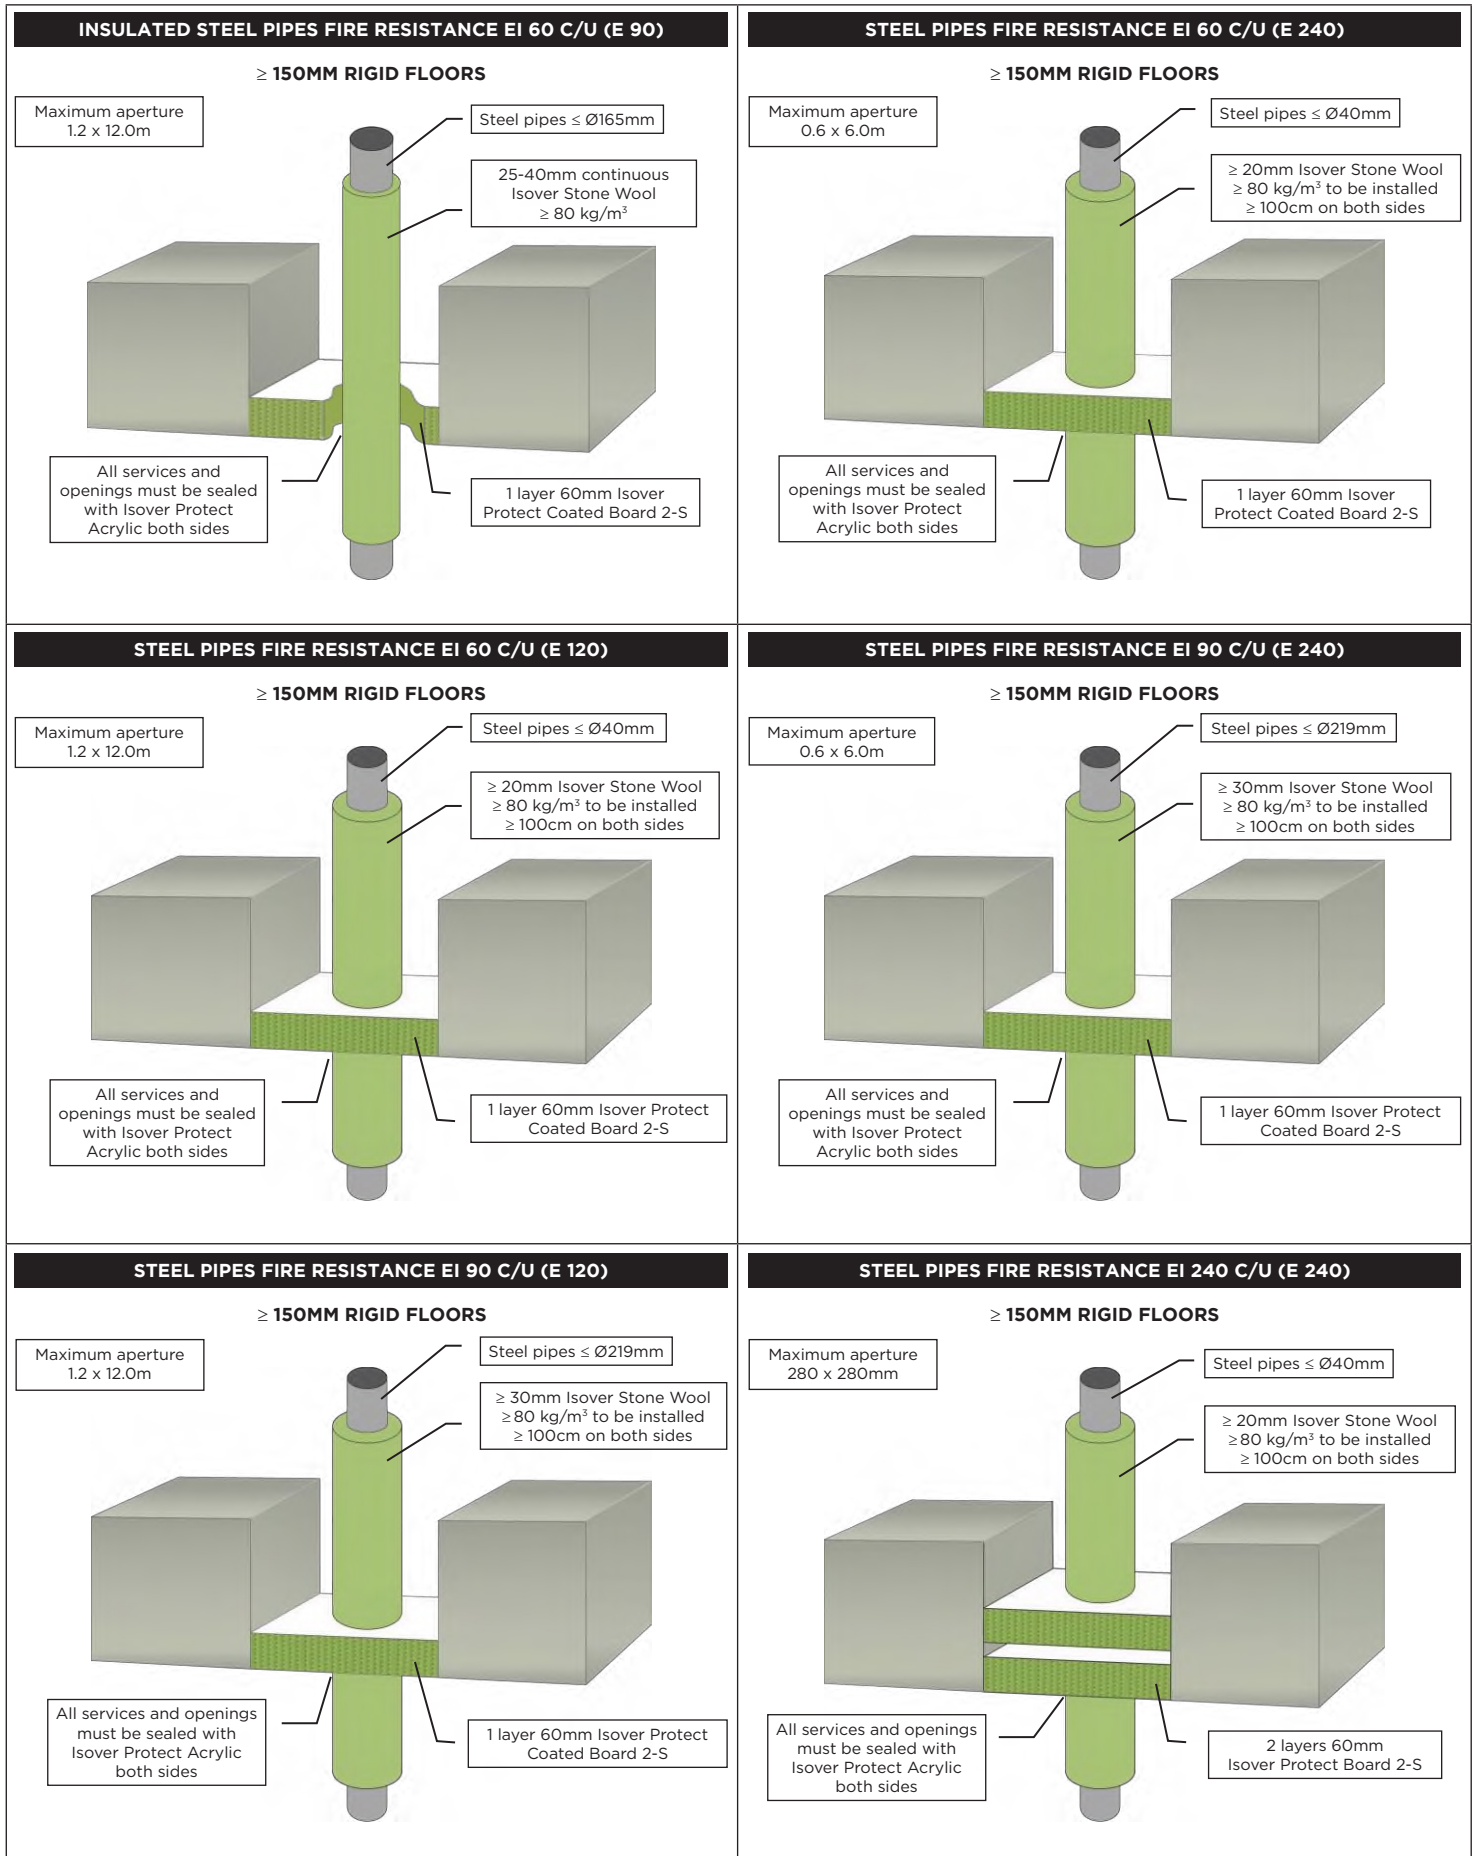 INSULATED STEEL PIPES FIRE RESISTANCE EI 60 C/U (E 90)
≥ 150MM RIGID FLOORS
Maximum aperture
1.2 x 12.0m
Steel pipes ≤ Ø165mm
25-40mm continuous
Isover Stone Wool
≥ 80 kg/m³
All services and
openings must be sealed
with Isover Protect
Acrylic both sides
1 layer 60mm Isover
Protect Coated Board 2-S
STEEL PIPES FIRE RESISTANCE EI 60 C/U (E 240)
≥ 150MM RIGID FLOORS
Maximum aperture
0.6 x 6.0m
Steel pipes ≤ Ø40mm
≥ 20mm Isover Stone Wool
≥ 80 kg/m³ to be installed
≥ 100cm on both sides
All services and
openings must be sealed
with Isover Protect
Acrylic both sides
1 layer 60mm Isover
Protect Coated Board 2-S
STEEL PIPES FIRE RESISTANCE EI 60 C/U (E 120)
≥ 150MM RIGID FLOORS
Maximum aperture
1.2 x 12.0m
Steel pipes ≤ Ø40mm
≥ 20mm Isover Stone Wool
≥ 80 kg/m³ to be installed
≥ 100cm on both sides
All services and
openings must be sealed
with Isover Protect
Acrylic both sides
1 layer 60mm Isover Protect
Coated Board 2-S
STEEL PIPES FIRE RESISTANCE EI 90 C/U (E 240)
≥ 150MM RIGID FLOORS
Maximum aperture
0.6 x 6.0m
Steel pipes ≤ Ø219mm
≥ 30mm Isover Stone Wool
≥ 80 kg/m³ to be installed
≥ 100cm on both sides
All services and
openings must be sealed
with Isover Protect
Acrylic both sides
1 layer 60mm Isover Protect
Coated Board 2-S
STEEL PIPES FIRE RESISTANCE EI 90 C/U (E 120)
≥ 150MM RIGID FLOORS
Maximum aperture
1.2 x 12.0m
Steel pipes ≤ Ø219mm
≥ 30mm Isover Stone Wool
≥ 80 kg/m³ to be installed
≥ 100cm on both sides
All services and openings
must be sealed with
Isover Protect Acrylic
both sides
1 layer 60mm Isover Protect
Coated Board 2-S
STEEL PIPES FIRE RESISTANCE EI 240 C/U (E 240)
≥ 150MM RIGID FLOORS
Maximum aperture
280 x 280mm
Steel pipes ≤ Ø40mm
≥ 20mm Isover Stone Wool
≥ 80 kg/m³ to be installed
≥ 100cm on both sides
All services and openings
must be sealed with
Isover Protect Acrylic
both sides
2 layers 60mm
Isover Protect Board 2-S